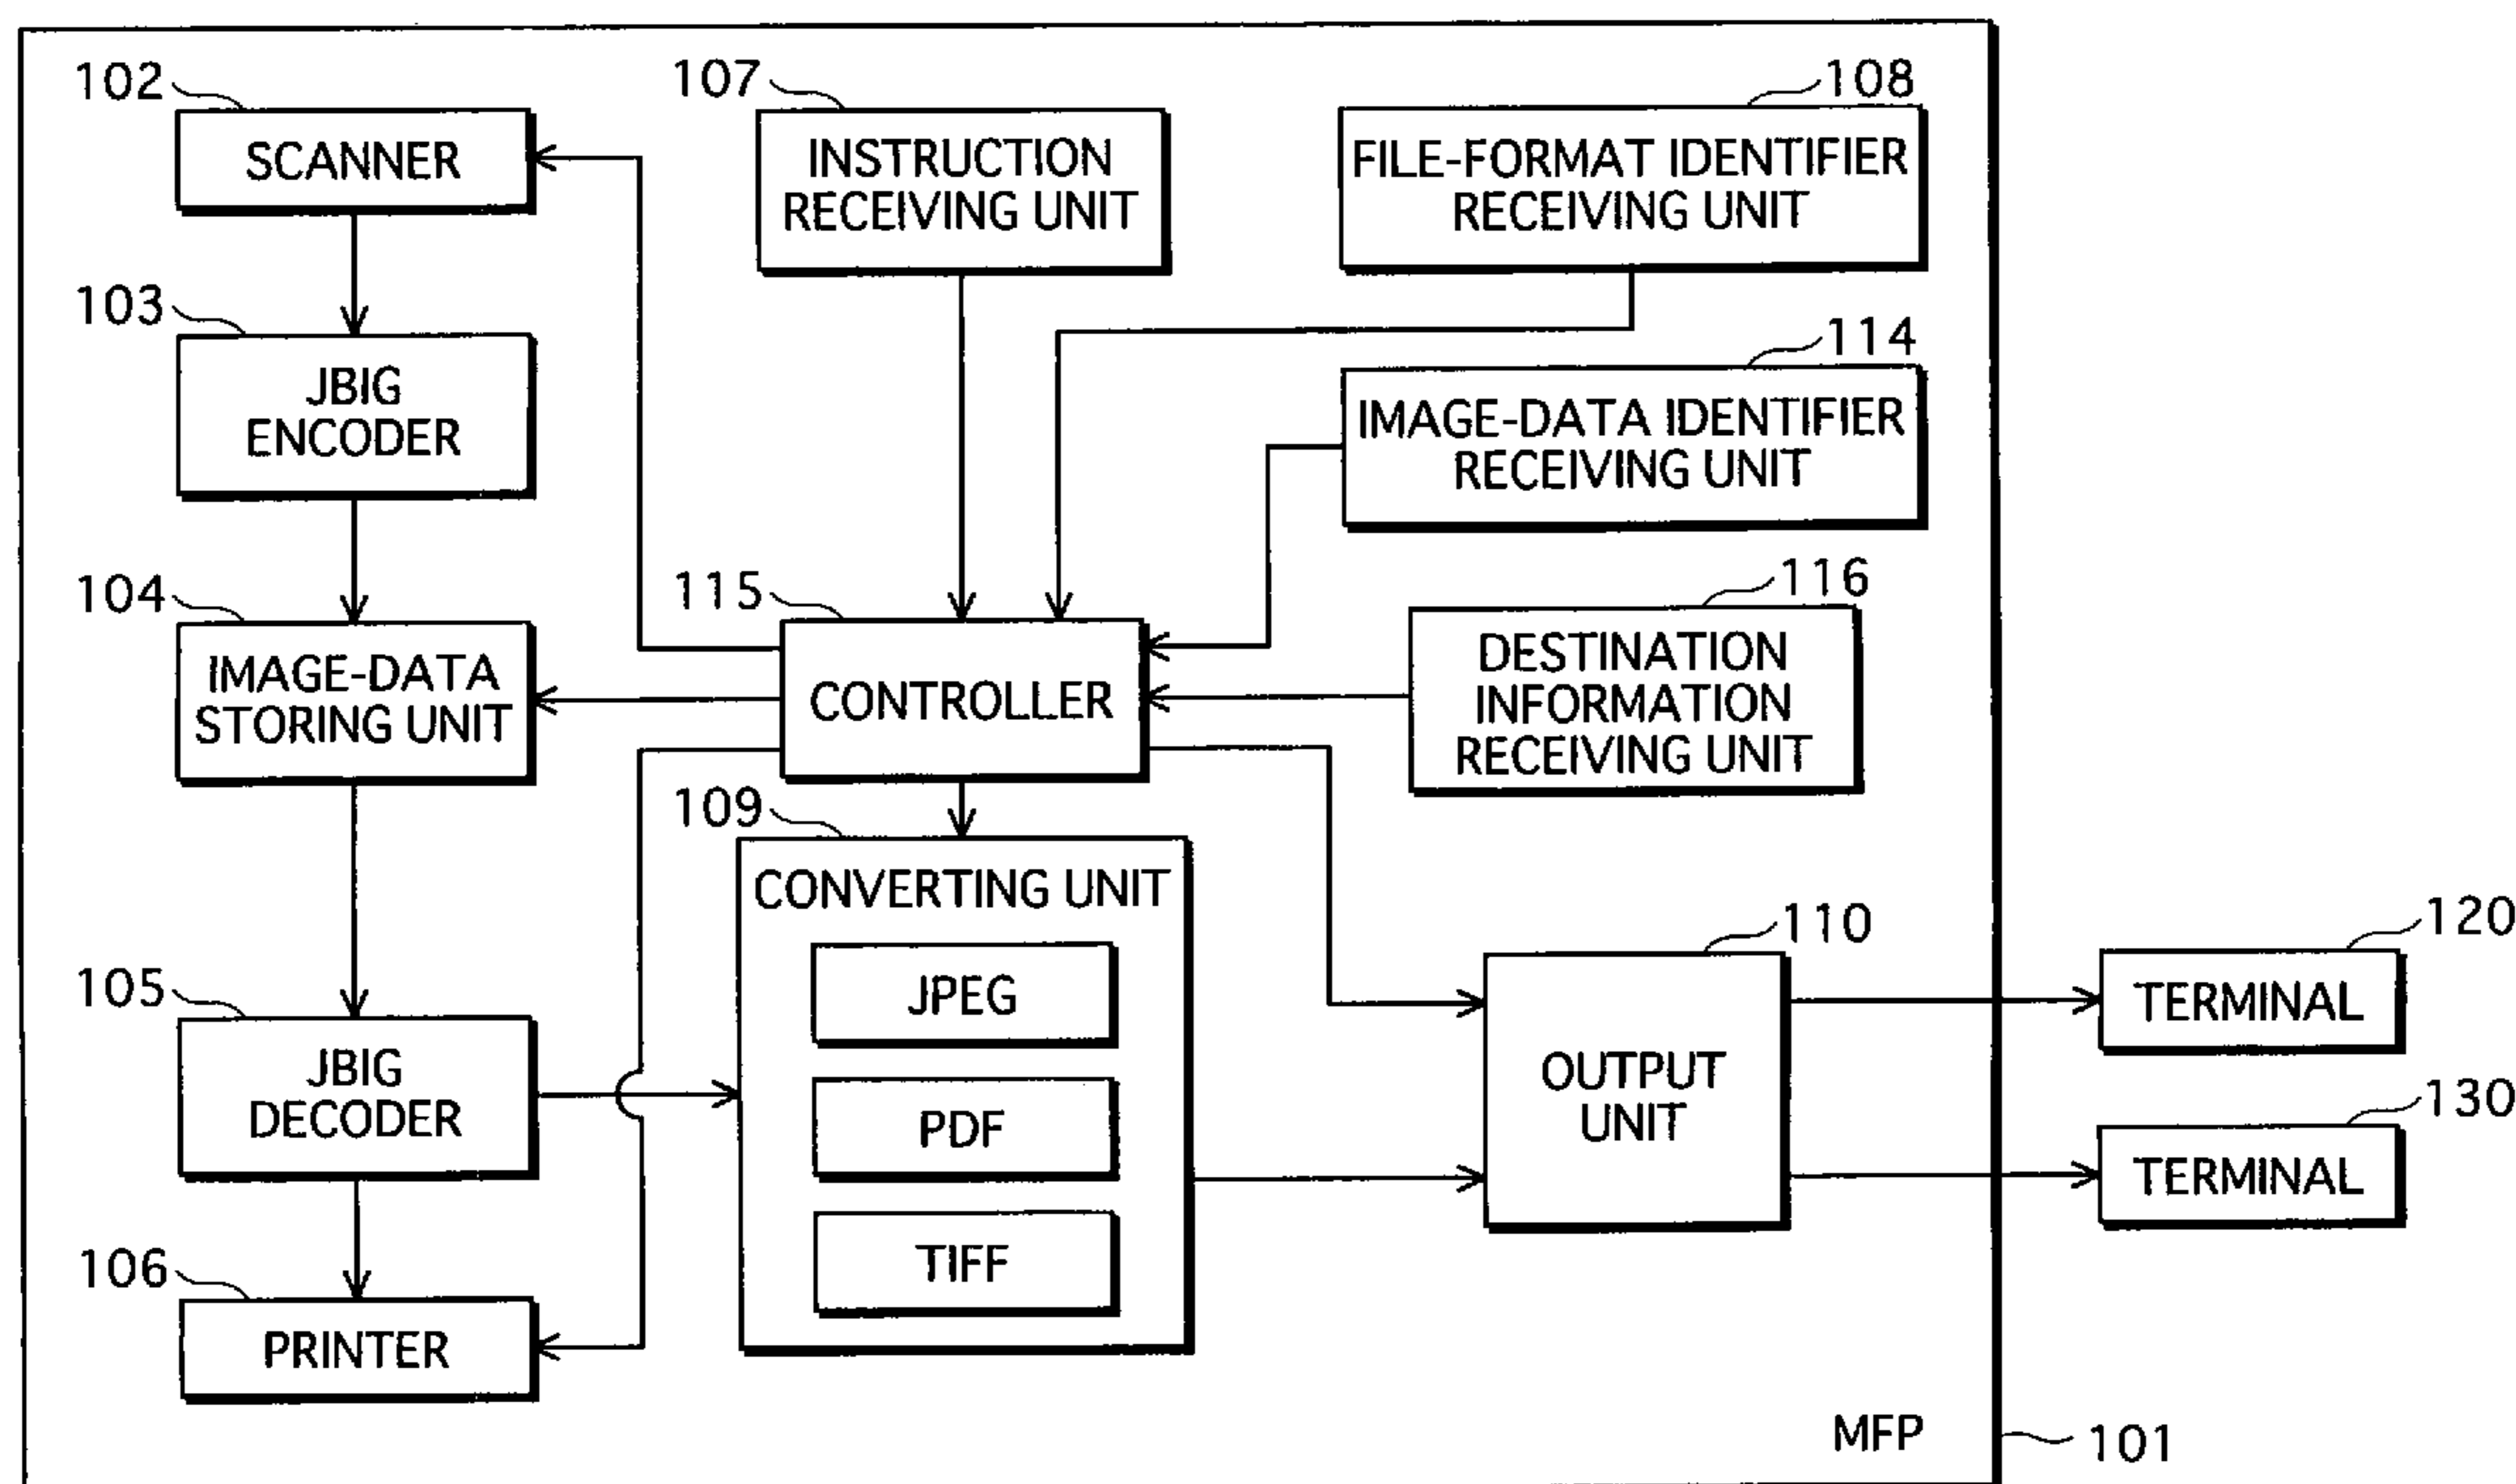 102
SCANNER
107
INSTRUCTION
RECEIVING UNIT
108
FILE-FORMAT IDENTIFIER
RECEIVING UNIT
103
JBIG
ENCODER
114
IMAGE-DATA IDENTIFIER
RECEIVING UNIT
104
IMAGE-DATA
STORING UNIT
115
CONTROLLER
116
DESTINATION
INFORMATION
RECEIVING UNIT
109
CONVERTING UNIT
JPEG
PDF
TIFF
105
JBIG
DECODER
106
PRINTER
110
OUTPUT
UNIT
120
TERMINAL
130
TERMINAL
MFP
101